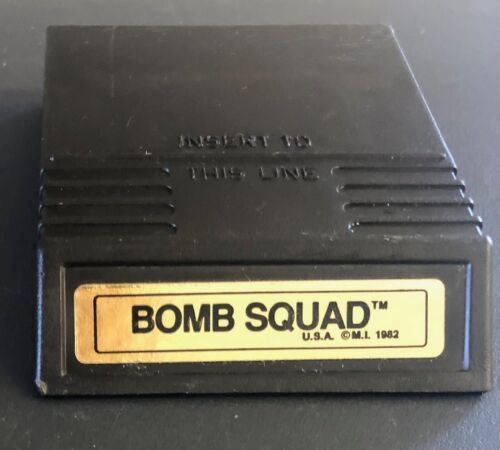 INSERT TO
THIS LINE
BOMB SQUAD™
U.S.A. ©M.I. 1982